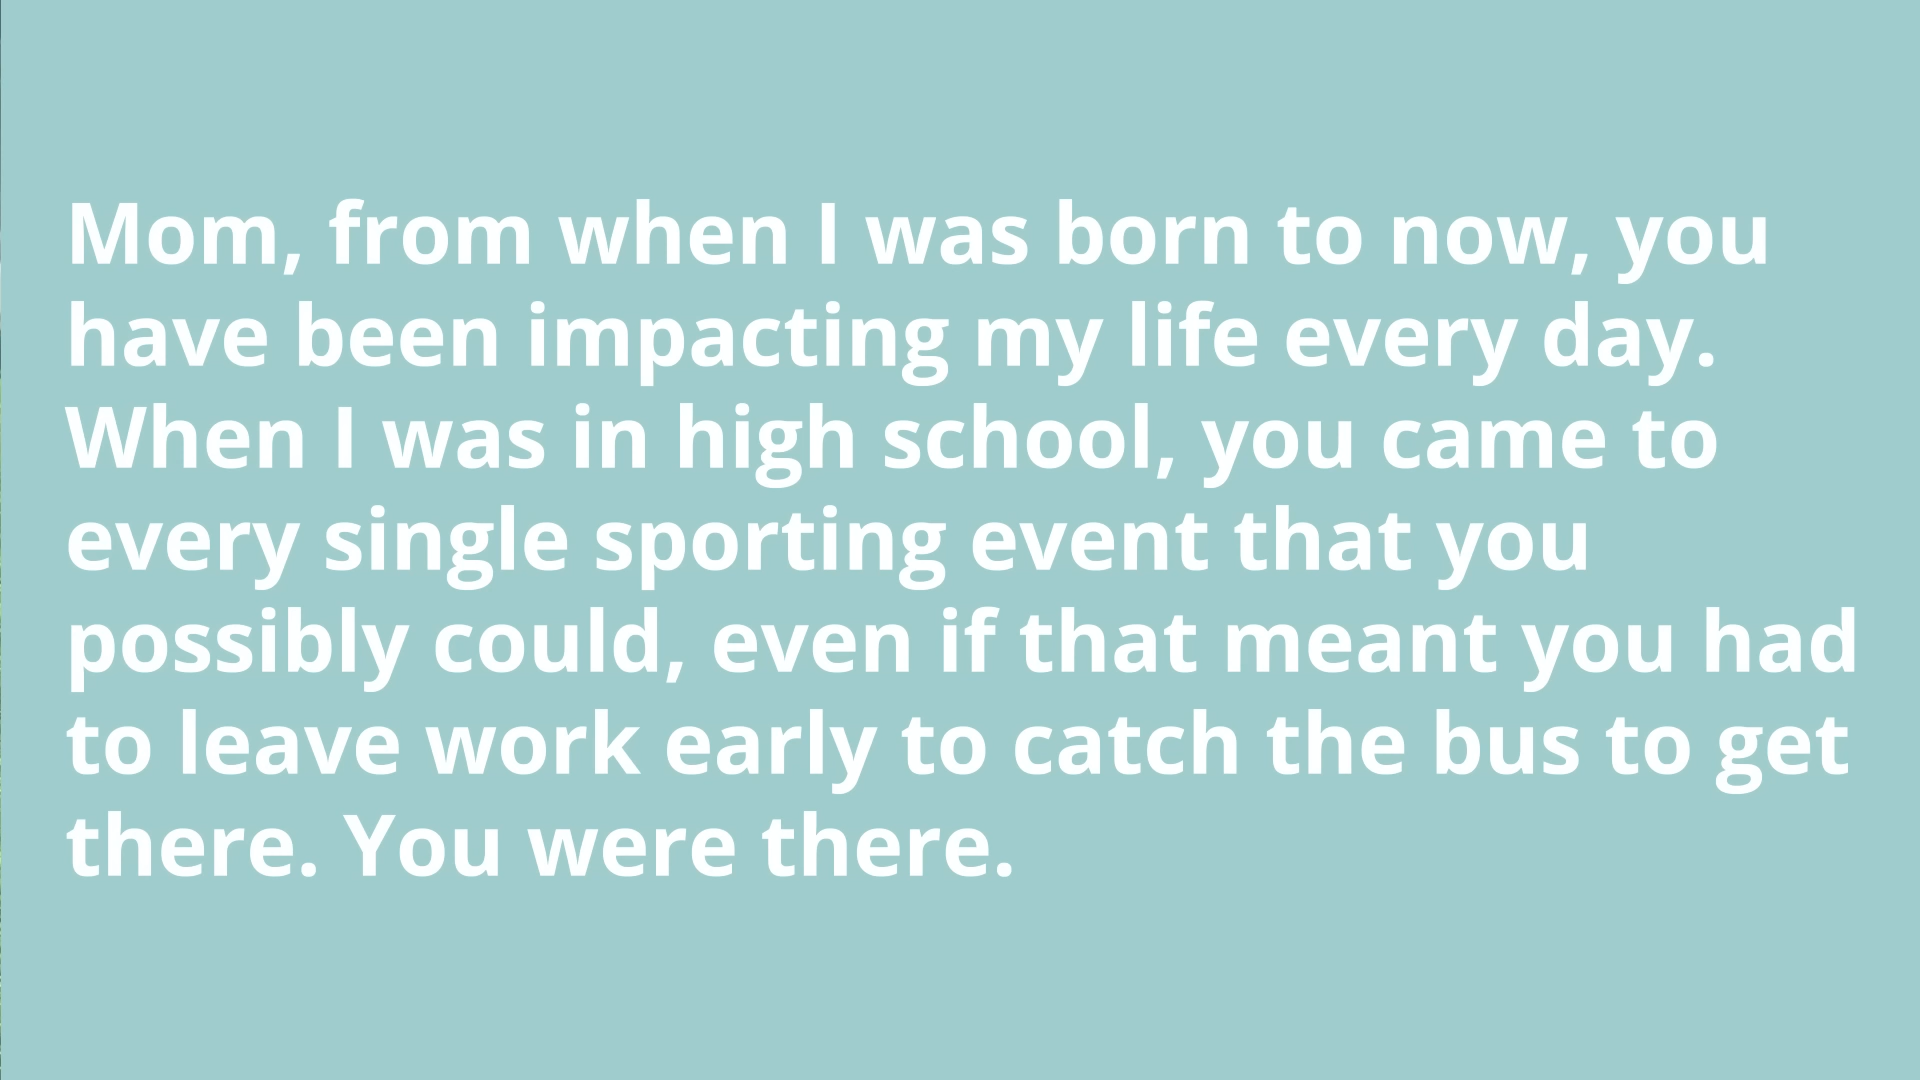 Mom, from when I was born to now, you
have been impacting my life every day.
When I was in high school, you came to
every single sporting event that you
possibly could, even if that meant you had
to leave work early to catch the bus to get
there. You were there.